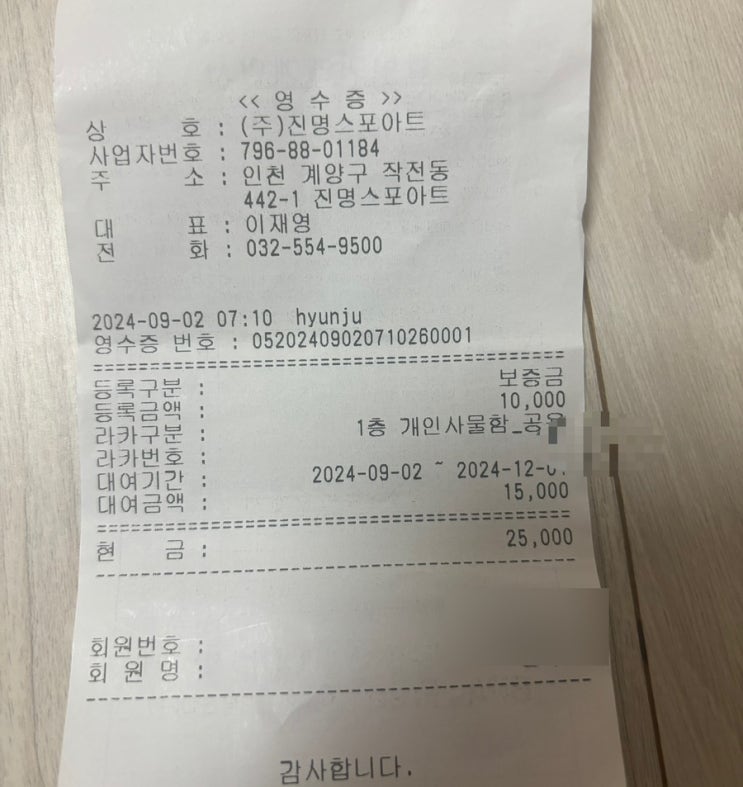 << 영 수 증 >>
상 호 : (주)진명스포아트
사업자번호 : 796-88-01184
주 소 : 인천 계양구 작전동
442-1 진명스포아트
대 표 : 이재영
전 화 : 032-554-9500
2024-09-02 07:10 hyunju
영수증 번호 : 05202409020710260001
==================================
등록구분 : 보증금
등록금액 : 10,000
라카구분 : 1층 개인사물함_공용
라카번호 :
대여기간 : 2024-09-02 ~
대여금액 : 15,000
==================================
현 금 : 25,000
----------------------------------
회원번호 :
회 원 명 :
----------------------------------
감사합니다.